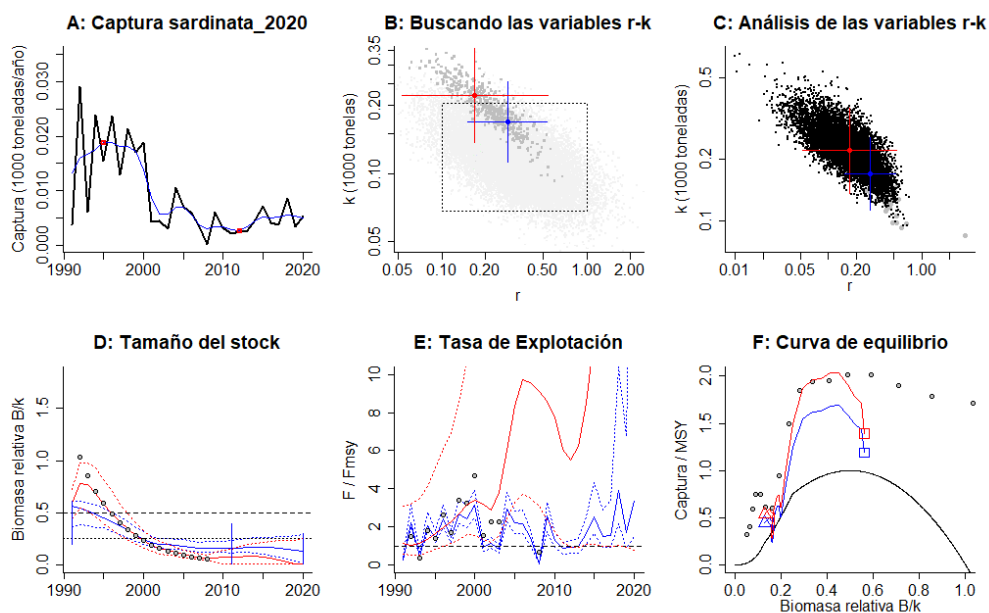 A: Captura sardinata_2020
B: Buscando las variables r-k
C: Análisis de las variables r-k
Captura (1000 toneladas/año)
0.000 0.010 0.020 0.030
1990 2000 2010 2020
k (1000 tonelas)
0.05 0.10 0.20 0.35
0.05 0.10 0.20 0.50 1.00 2.00
r
k (1000 toneladas)
0.1 0.2 0.5
0.01 0.05 0.20 1.00
r
D: Tamaño del stock
E: Tasa de Explotación
F: Curva de equilibrio
Biomasa relativa B/k
0.0 0.5 1.0 1.5
1990 2000 2010 2020
F / Fmsy
0 2 4 6 8 10
1990 2000 2010 2020
Captura / MSY
0.0 0.5 1.0 1.5 2.0
0.0 0.2 0.4 0.6 0.8 1.0
Biomasa relativa B/k